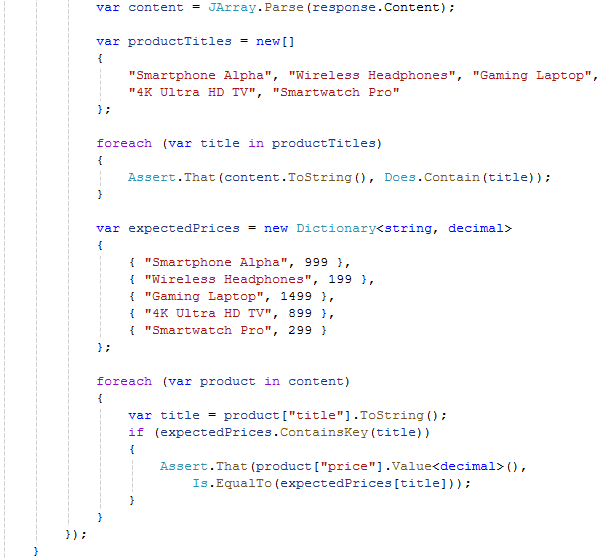 var content = JArray.Parse(response.Content);
var productTitles = new[]
{
"Smartphone Alpha", "Wireless Headphones", "Gaming Laptop",
"4K Ultra HD TV", "Smartwatch Pro"
};
foreach (var title in productTitles)
{
Assert.That(content.ToString(), Does.Contain(title));
}
var expectedPrices = new Dictionary<string, decimal>
{
{ "Smartphone Alpha", 999 },
{ "Wireless Headphones", 199 },
{ "Gaming Laptop", 1499 },
{ "4K Ultra HD TV", 899 },
{ "Smartwatch Pro", 299 }
};
foreach (var product in content)
{
var title = product["title"].ToString();
if (expectedPrices.ContainsKey(title))
{
Assert.That(product["price"].Value<decimal>(),
Is.EqualTo(expectedPrices[title]));
}
}
});
}